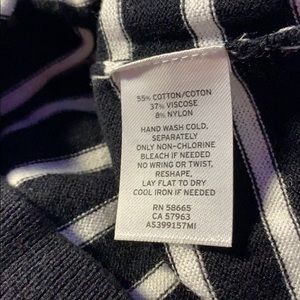 55% COTTON/COTON
37% VISCOSE
8% NYLON
HAND WASH COLD.
SEPARATELY
ONLY NON-CHLORINE
BLEACH IF NEEDED
NO WRING OR TWIST,
RESHAPE,
LAY FLAT TO DRY
COOL IRON IF NEEDED
RN 58665
CA 57963
AS399157MI